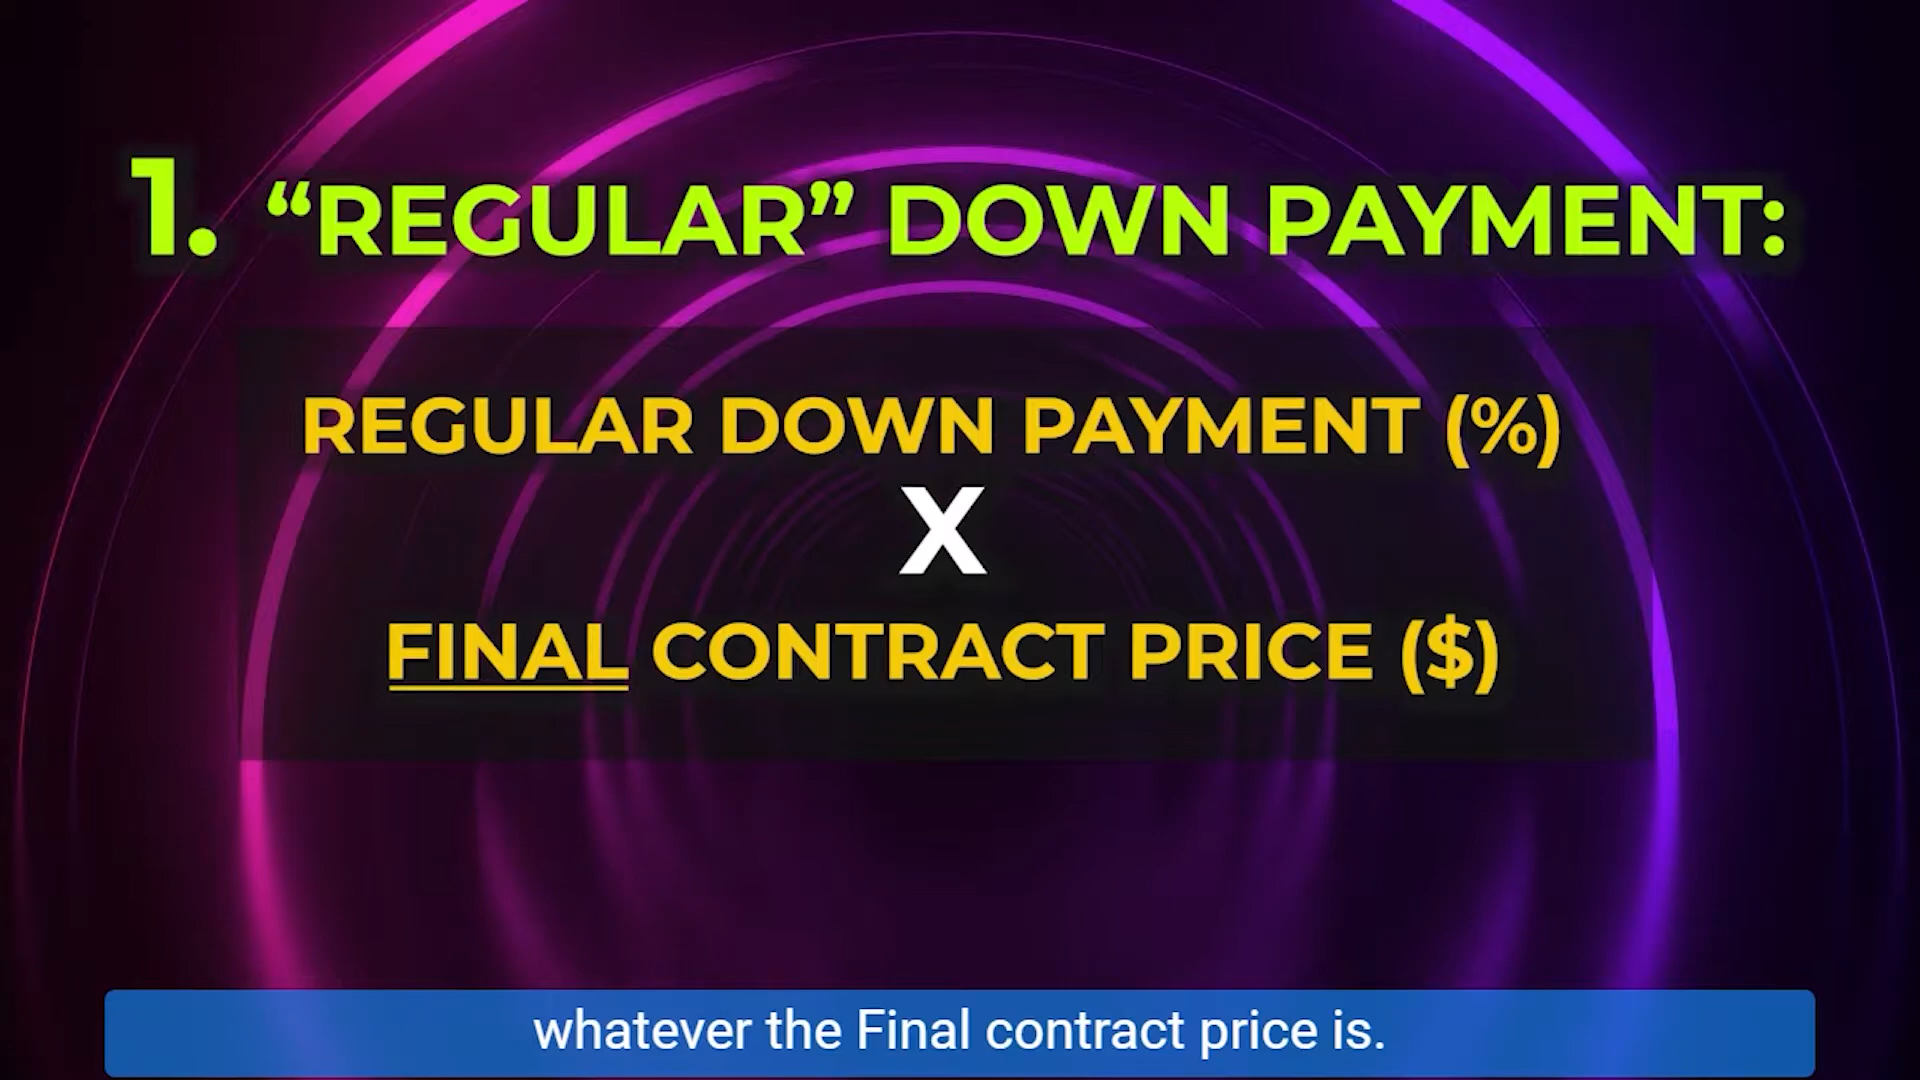 1. “REGULAR” DOWN PAYMENT:
REGULAR DOWN PAYMENT (%)
X
FINAL CONTRACT PRICE ($)
whatever the Final contract price is.